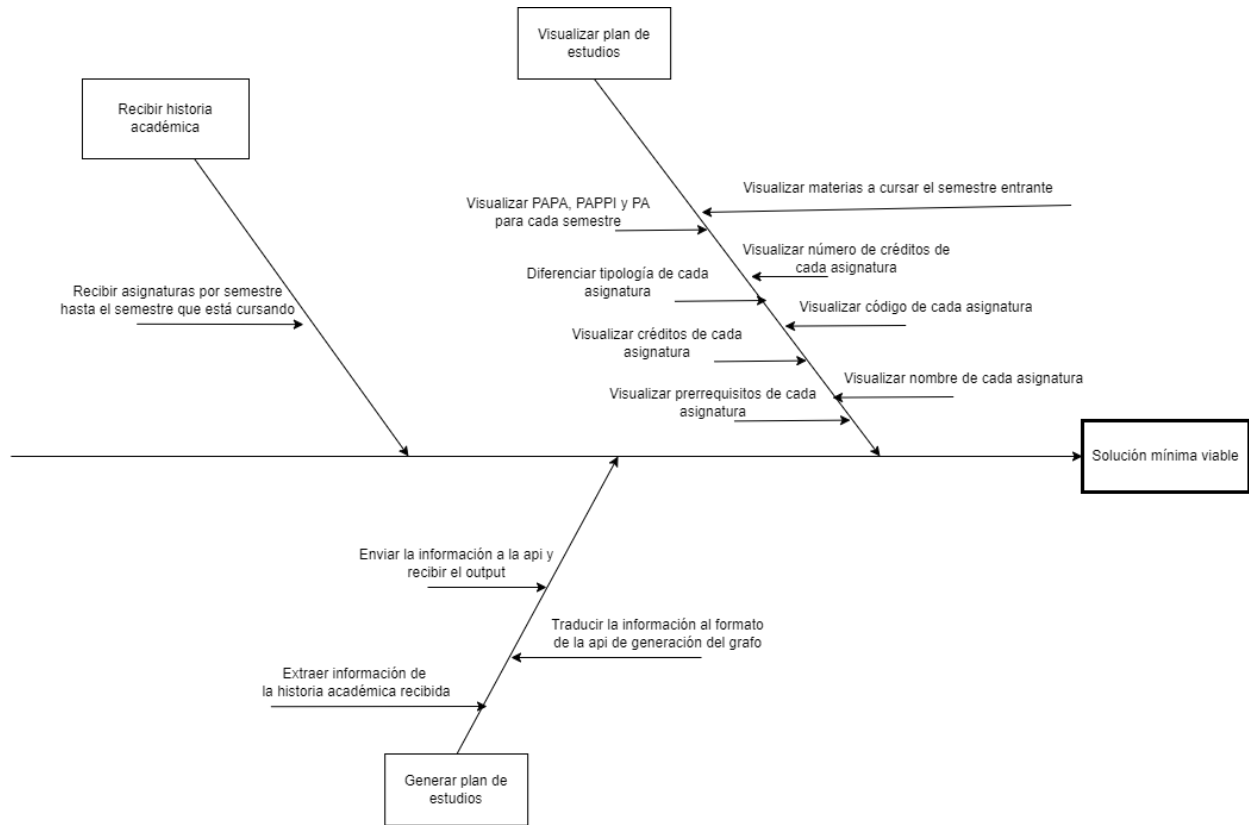 Visualizar plan de
estudios
Recibir historia
académica
Visualizar materias a cursar el semestre entrante
Visualizar PAPA, PAPPI y PA
para cada semestre
Visualizar número de créditos de
cada asignatura
Diferenciar tipología de cada
asignatura
Recibir asignaturas por semestre
hasta el semestre que está cursando
Visualizar código de cada asignatura
Visualizar créditos de cada
asignatura
Visualizar nombre de cada asignatura
Visualizar prerrequisitos de cada
asignatura
Solución mínima viable
Enviar la información a la api y
recibir el output
Traducir la información al formato
de la api de generación del grafo
Extraer información de
la historia académica recibida
Generar plan de
estudios